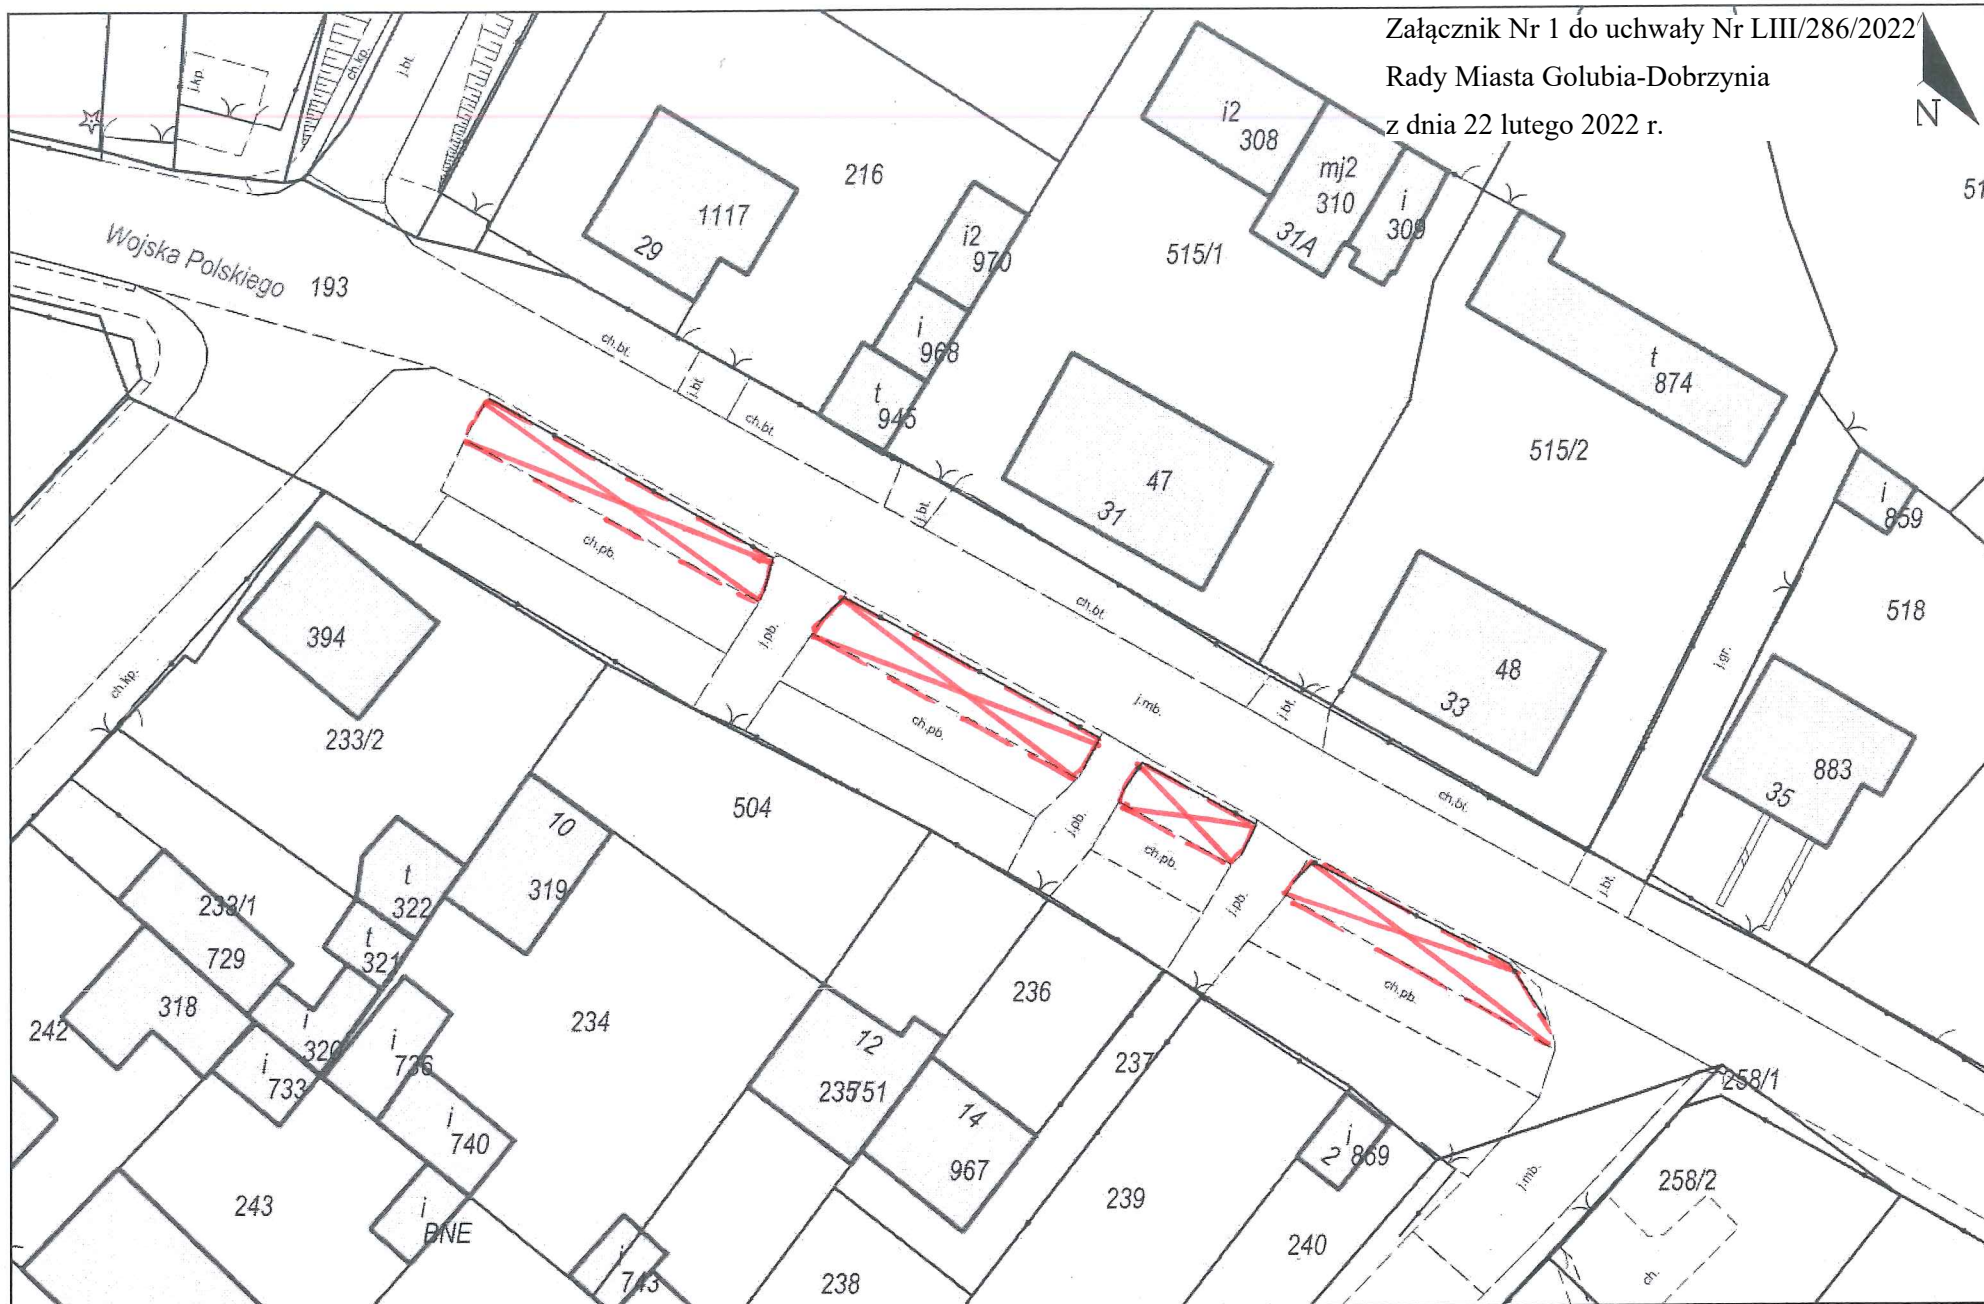 Załącznik Nr 1 do uchwały Nr LIII/286/2022
Rady Miasta Golubia-Dobrzynia
z dnia 22 lutego 2022 r.
N
j.kp.
ch.kp.
j.bt.
i2
308
mj2
310
31A
i
309
216
1117
29
i2
970
515/1
Wojska Polskiego
193
i
968
t
945
ch.bt.
j.bt.
ch.bt.
t
874
515/2
47
31
j.bt.
i
859
ch.pb.
394
j.pb.
ch.bt.
518
48
33
j.gr.
ch.kp.
233/2
ch.pb.
j.mb.
j.bt.
883
35
504
ch.bt.
10
319
j.pb.
ch.pb.
t
322
233/1
t
321
729
j.pb.
j.bt.
318
242
i
320
i
733
i
736
234
236
ch.pb.
12
235
751
237
258/1
i
740
14
967
i
2
869
j.mb.
243
i
BNE
239
258/2
240
i
743
238
ch.